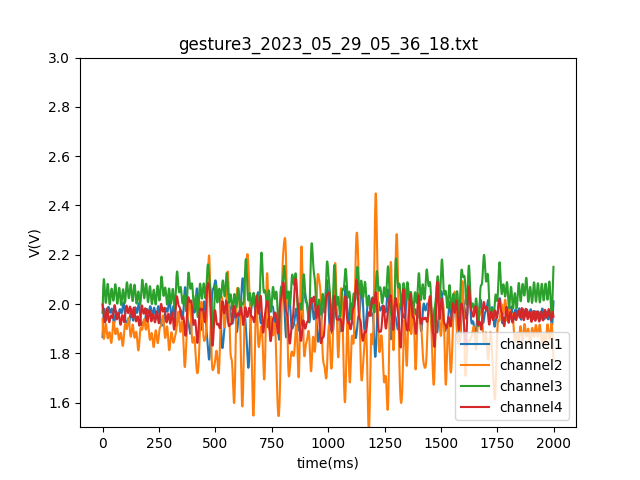 gesture3_2023_05_29_05_36_18.txt
3.0
2.8
2.6
2.4
2.2
2.0
1.8
1.6
V(V)
channel1
channel2
channel3
channel4
0 250 500 750 1000 1250 1500 1750 2000
time(ms)